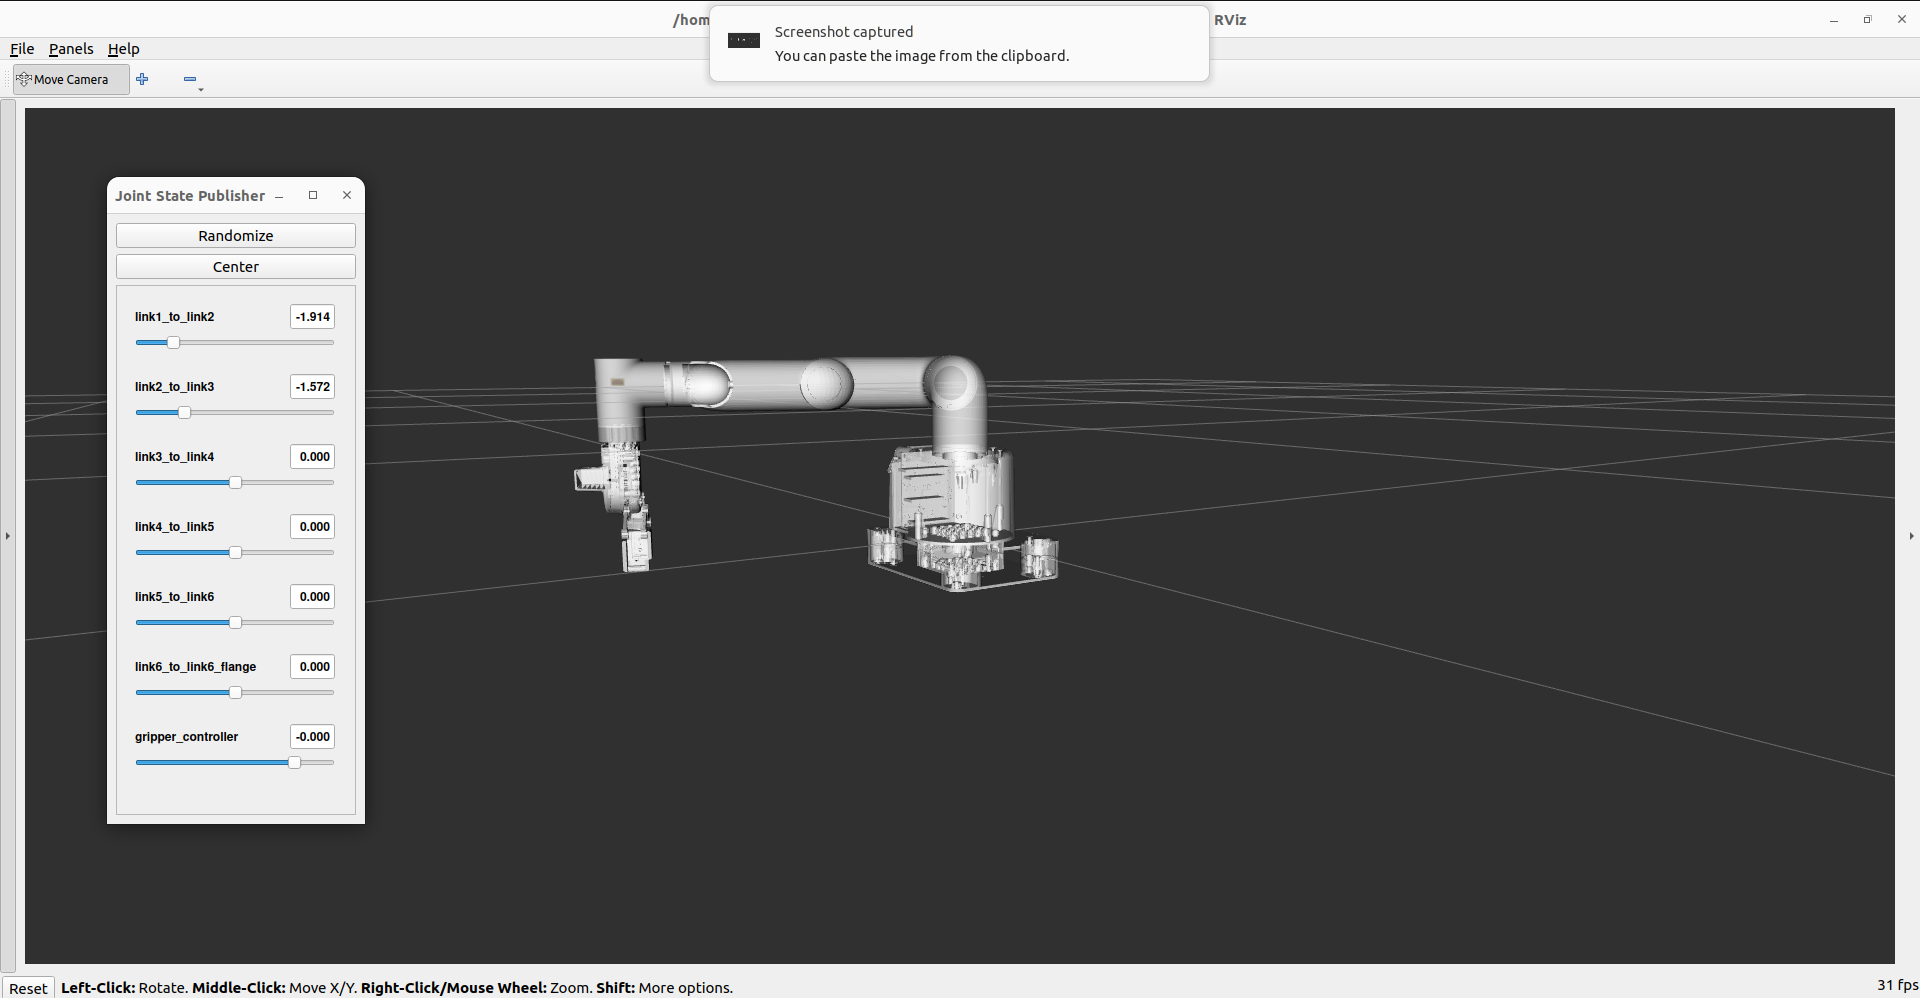 /hom
RViz
Screenshot captured
You can paste the image from the clipboard.
File Panels Help
Move Camera
Joint State Publisher
Randomize
Center
link1_to_link2 -1.914
link2_to_link3 -1.572
link3_to_link4 0.000
link4_to_link5 0.000
link5_to_link6 0.000
link6_to_link6_flange 0.000
gripper_controller -0.000
Reset Left-Click: Rotate. Middle-Click: Move X/Y. Right-Click/Mouse Wheel: Zoom. Shift: More options. 31 fps